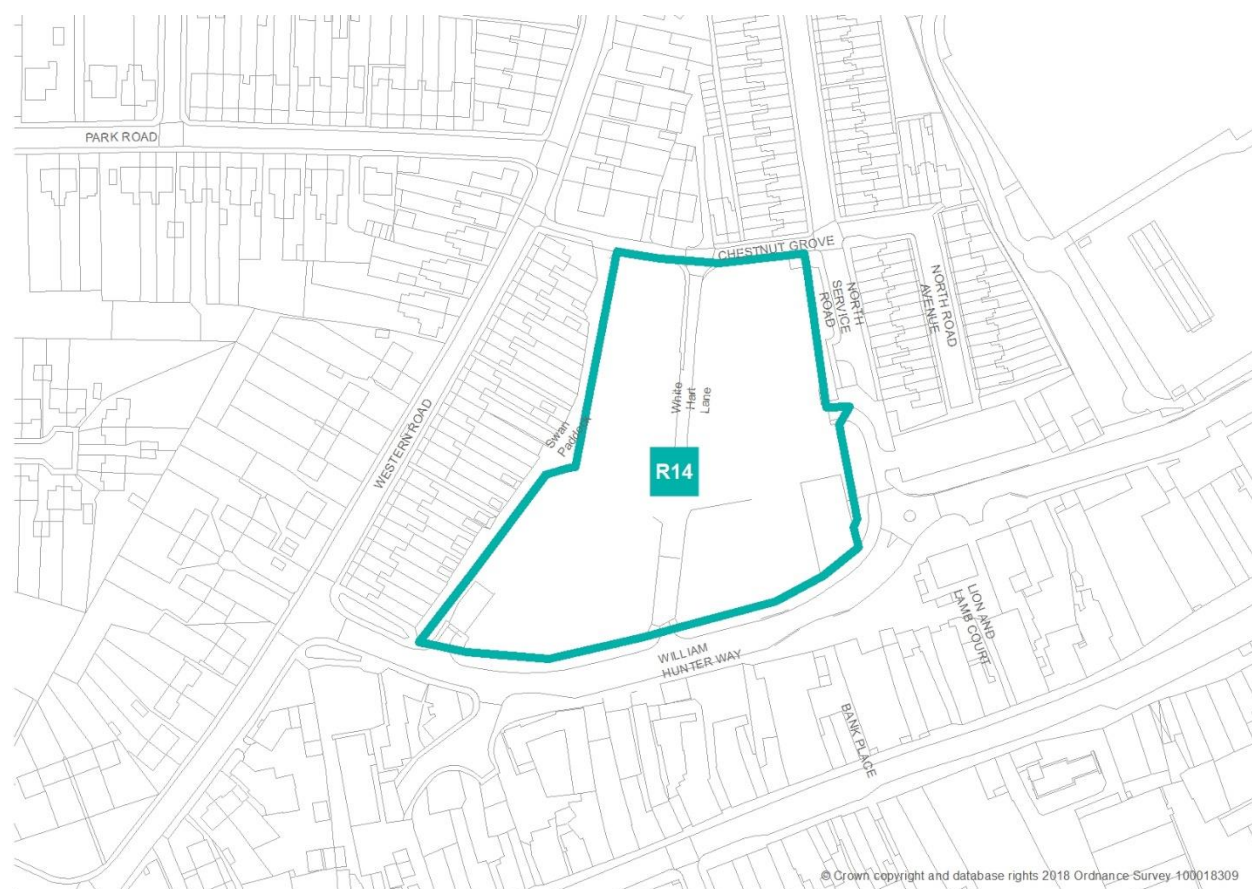 PARK ROAD
CHESTNUT GROVE
NORTH
SERVICE
ROAD
NORTH ROAD
AVENUE
White
Hart
Lane
WESTERN ROAD
Swan
Paddock
R14
LION AND
LAMB COURT
WILLIAM
HUNTER WAY
BANK PLACE
© Crown copyright and database rights 2018 Ordnance Survey 100018309